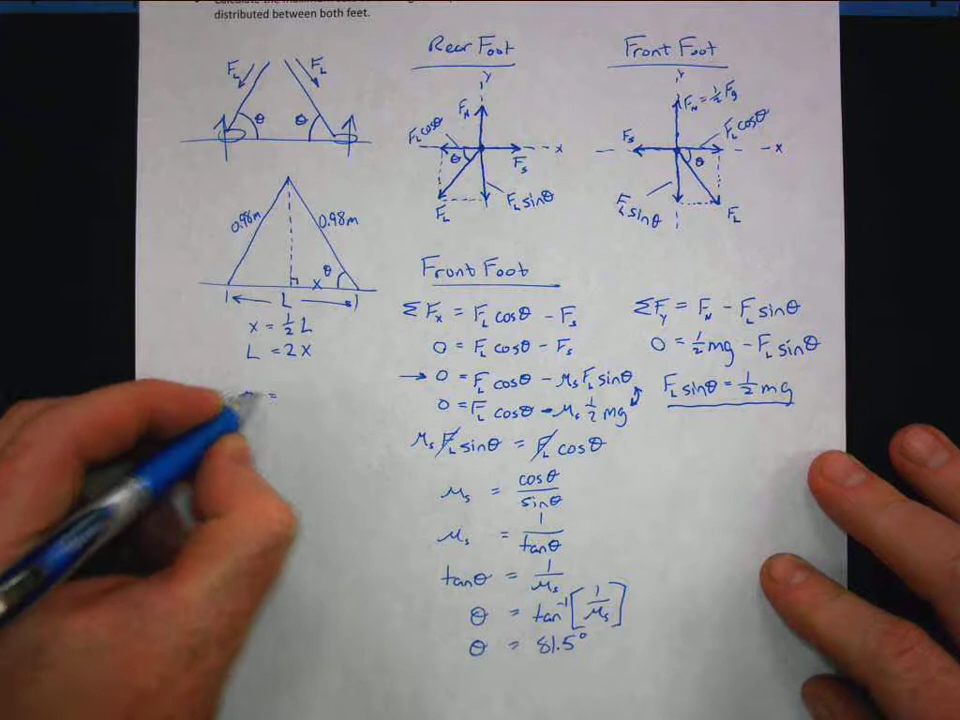 distributed between both feet.
Rear Foot
Front Foot
F_L F_L
θ θ
y
F_N
F_L cosθ
θ
x
F_s
F_L sinθ
F_L
y
F_N = ½ F_g
F_L cosθ
F_s
θ
x
F_L sinθ
F_L
0.98m 0.98m
θ
x
L
x = ½ L
L = 2x
=
Front Foot
ΣF_x = F_L cosθ - F_s
0 = F_L cosθ - F_s
→ 0 = F_L cosθ - μ_s F_L sinθ
0 = F_L cosθ - μ_s ½ mg
μ_s F_L sinθ = F_L cosθ
μ_s = cosθ / sinθ
μ_s = 1 / tanθ
tanθ = 1 / μ_s
θ = tan⁻¹[1 / μ_s]
θ = 81.5°
ΣF_y = F_N - F_L sinθ
0 = ½ mg - F_L sinθ
F_L sinθ = ½ mg